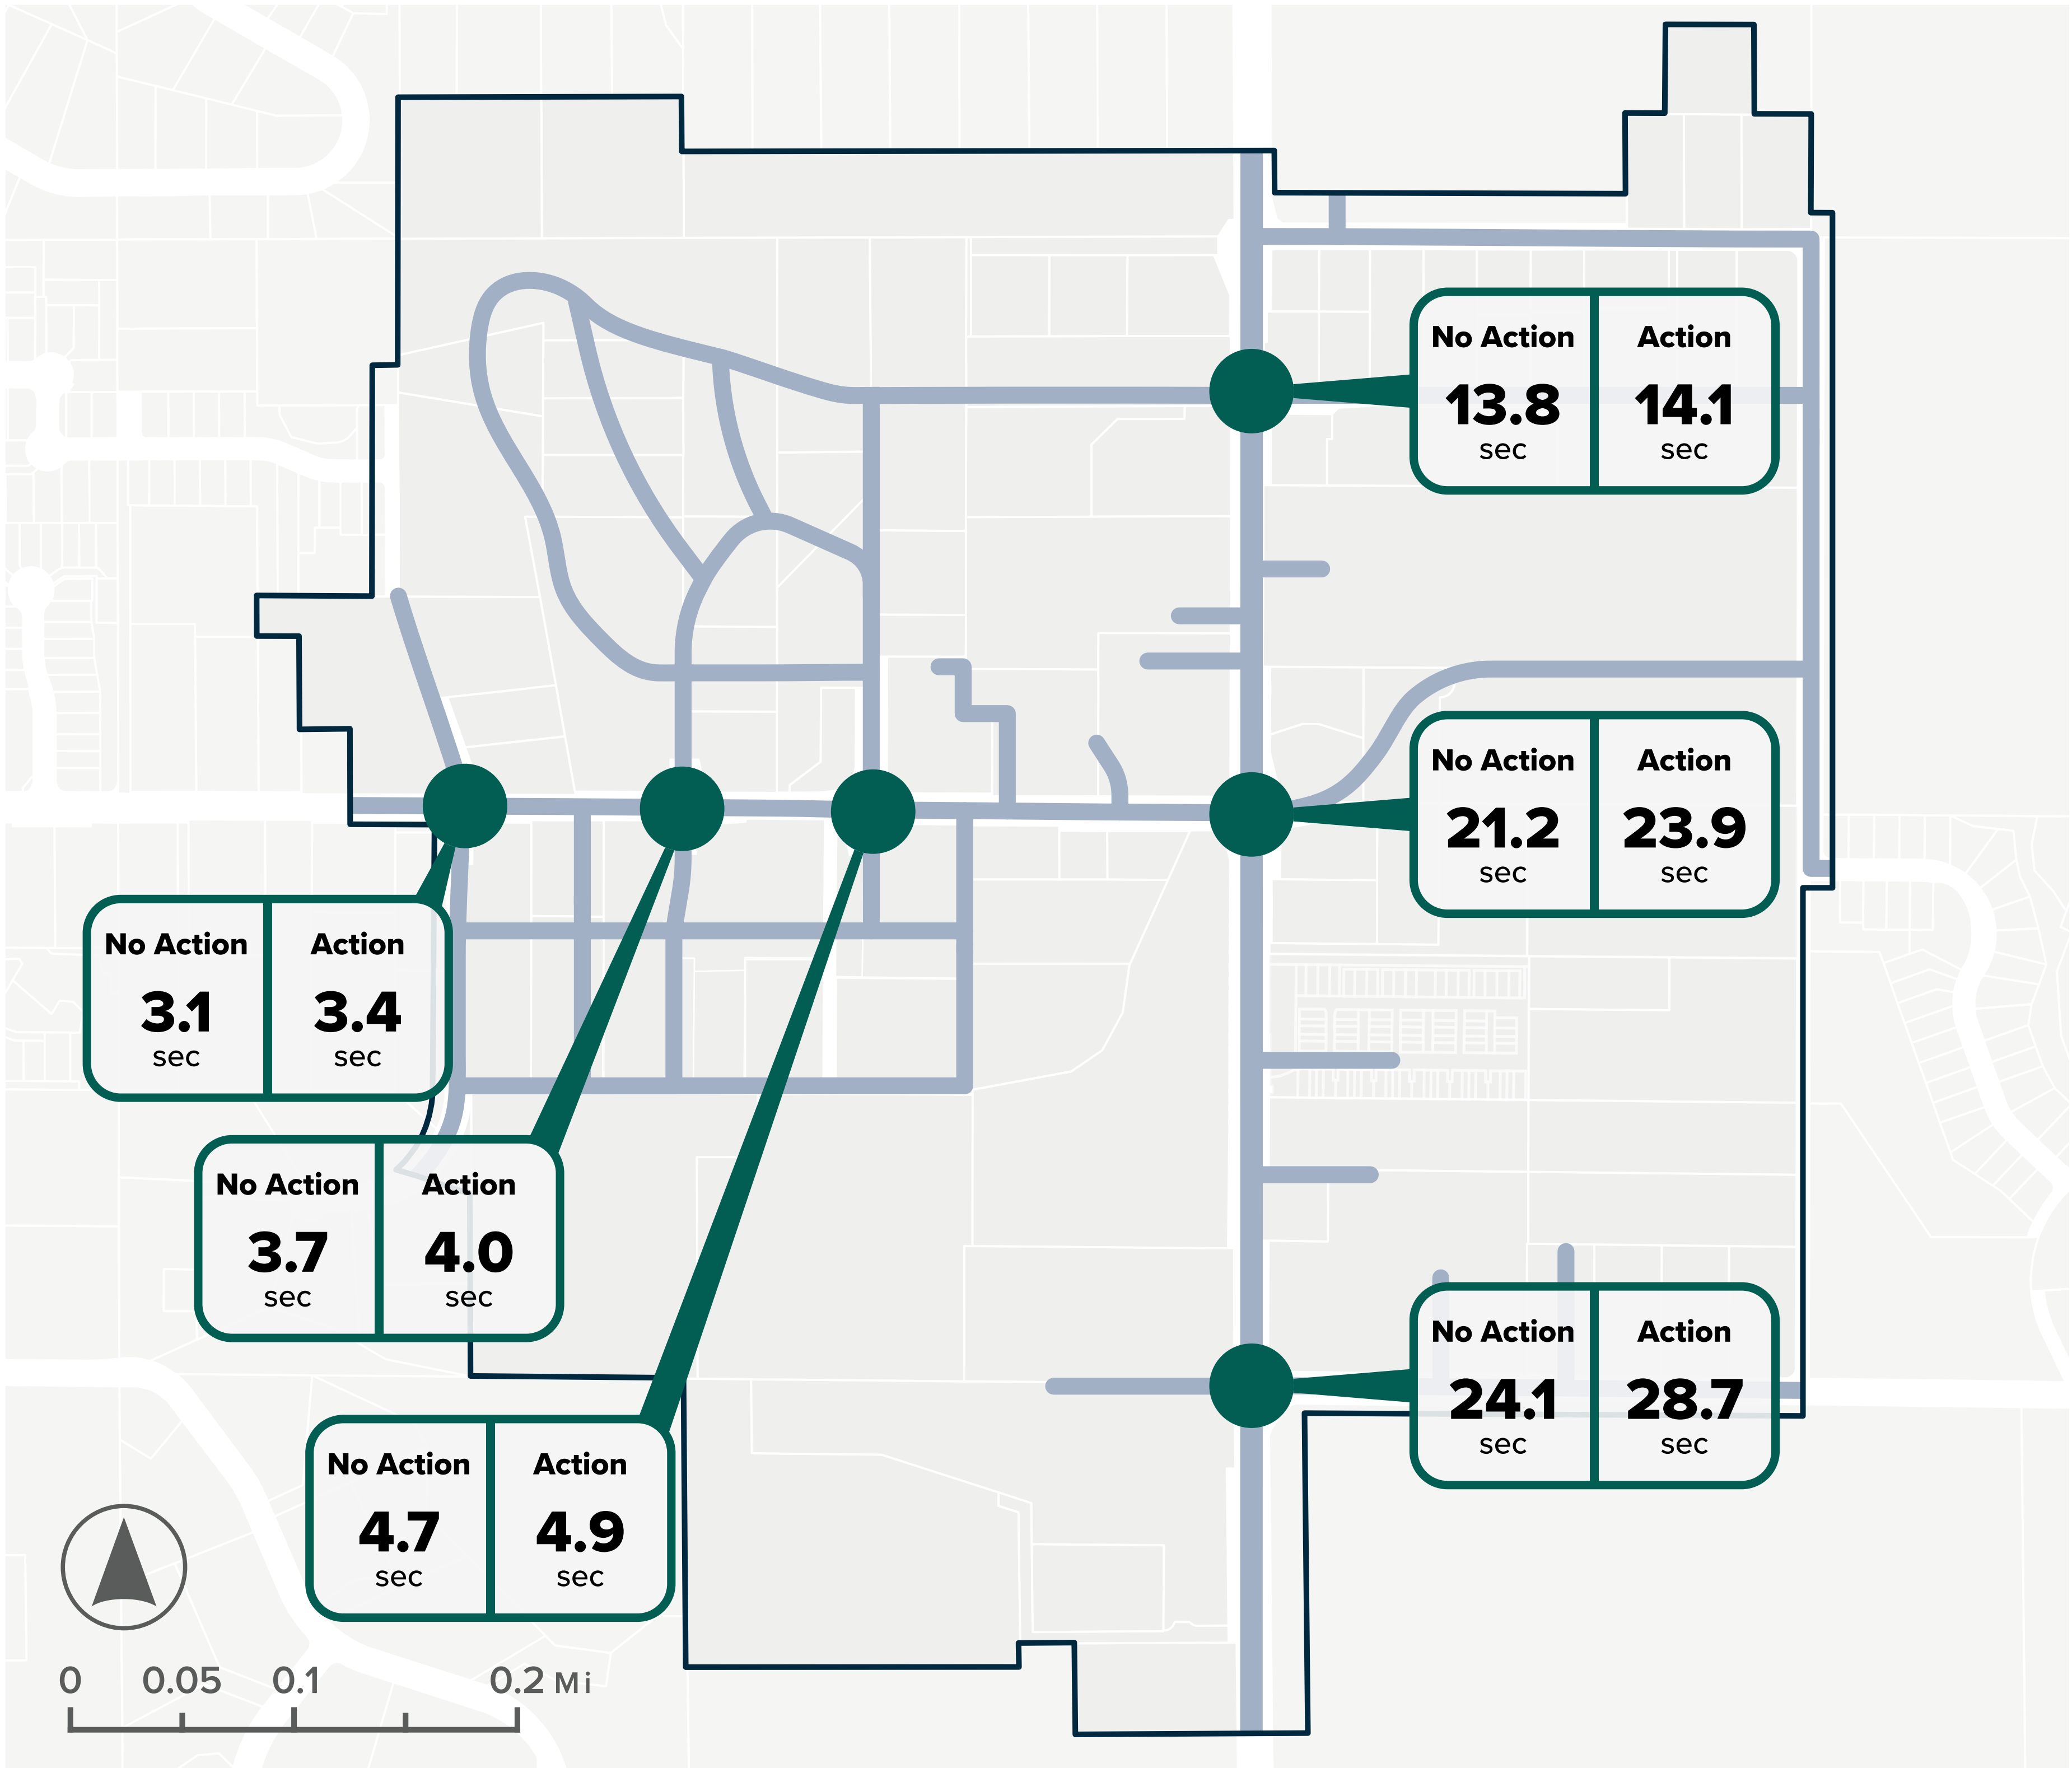 No Action Action
13.8 14.1
sec sec
No Action Action
21.2 23.9
sec sec
No Action Action
3.1 3.4
sec sec
No Action Action
3.7 4.0
sec sec
No Action Action
24.1 28.7
sec sec
No Action Action
4.7 4.9
sec sec
0 0.05 0.1 0.2 Mi